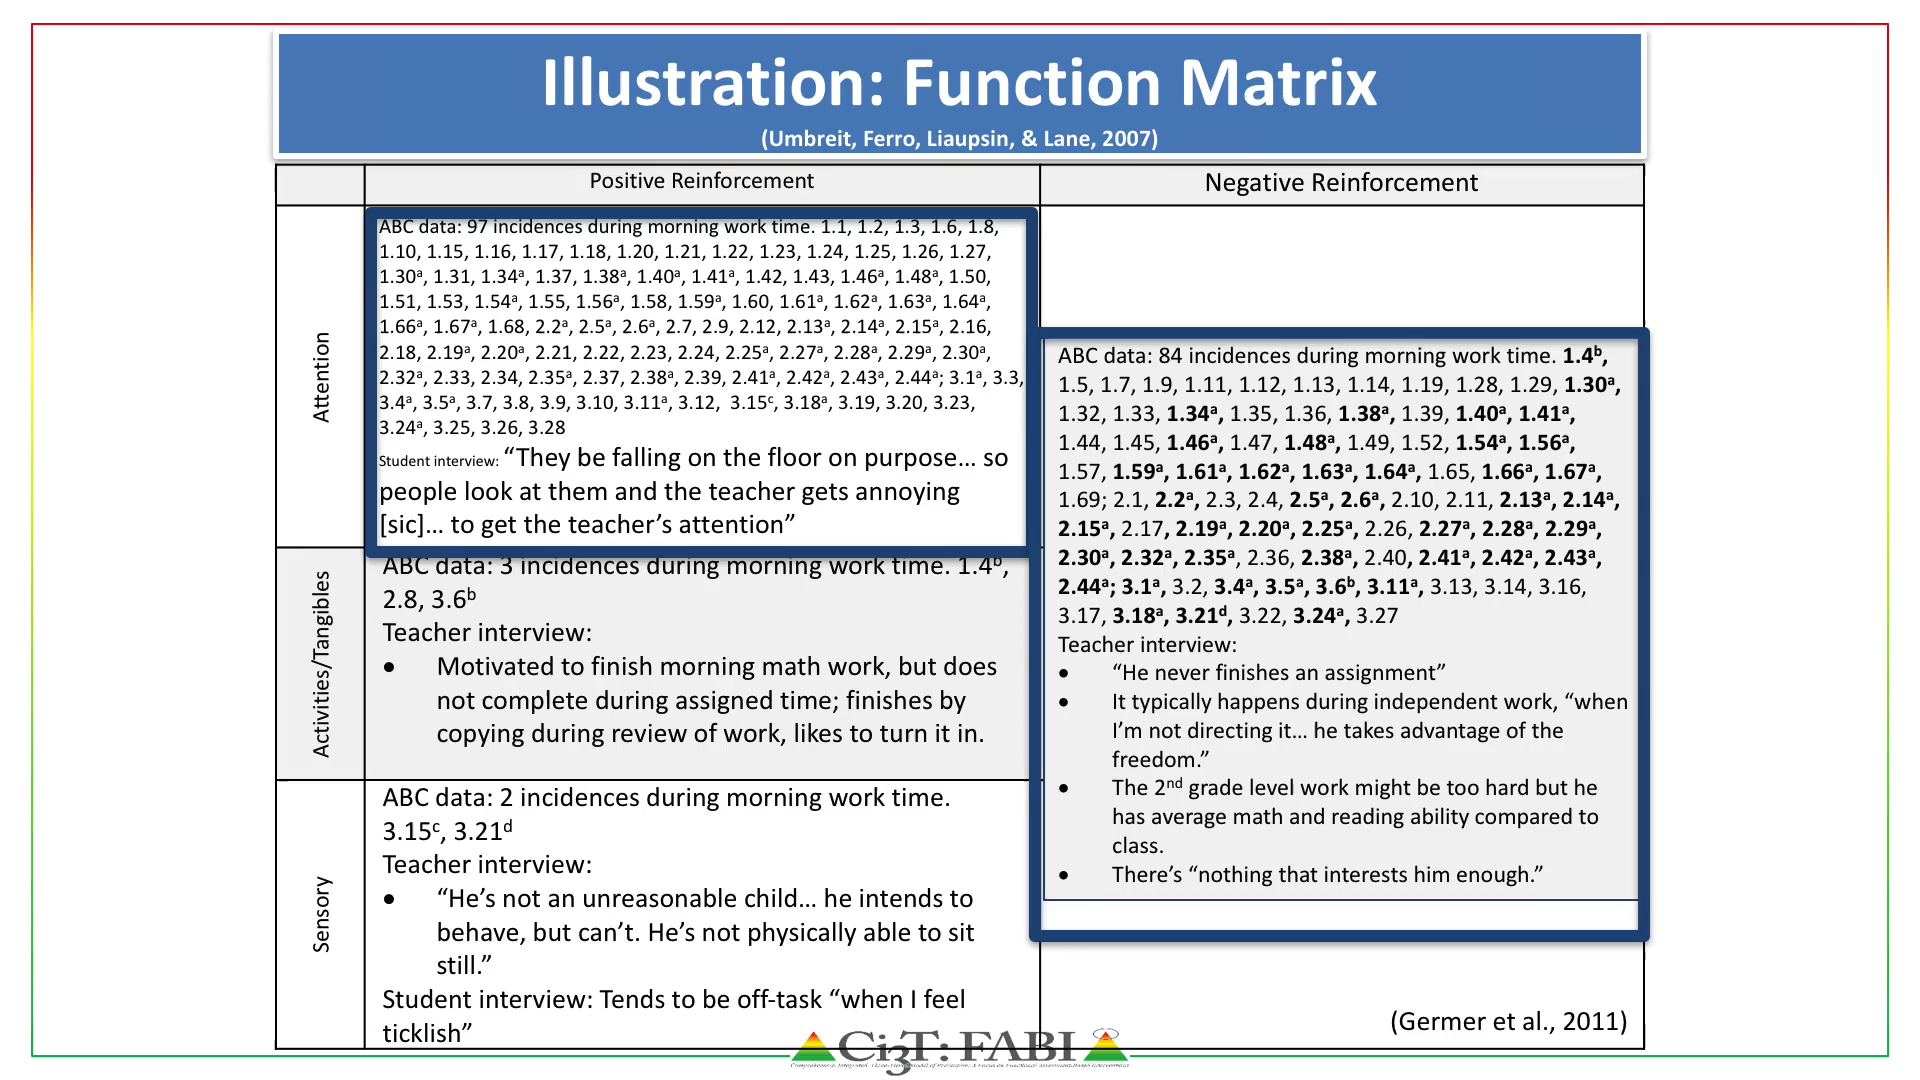 Illustration: Function Matrix
(Umbreit, Ferro, Liaupsin, & Lane, 2007)
Positive Reinforcement
Negative Reinforcement
Attention
ABC data: 97 incidences during morning work time. 1.1, 1.2, 1.3, 1.6, 1.8,
1.10, 1.15, 1.16, 1.17, 1.18, 1.20, 1.21, 1.22, 1.23, 1.24, 1.25, 1.26, 1.27,
1.30ᵃ, 1.31, 1.34ᵃ, 1.37, 1.38ᵃ, 1.40ᵃ, 1.41ᵃ, 1.42, 1.43, 1.46ᵃ, 1.48ᵃ, 1.50,
1.51, 1.53, 1.54ᵃ, 1.55, 1.56ᵃ, 1.58, 1.59ᵃ, 1.60, 1.61ᵃ, 1.62ᵃ, 1.63ᵃ, 1.64ᵃ,
1.66ᵃ, 1.67ᵃ, 1.68, 2.2ᵃ, 2.5ᵃ, 2.6ᵃ, 2.7, 2.9, 2.12, 2.13ᵃ, 2.14ᵃ, 2.15ᵃ, 2.16,
2.18, 2.19ᵃ, 2.20ᵃ, 2.21, 2.22, 2.23, 2.24, 2.25ᵃ, 2.27ᵃ, 2.28ᵃ, 2.29ᵃ, 2.30ᵃ,
2.32ᵃ, 2.33, 2.34, 2.35ᵃ, 2.37, 2.38ᵃ, 2.39, 2.41ᵃ, 2.42ᵃ, 2.43ᵃ, 2.44ᵃ; 3.1ᵃ, 3.3,
3.4ᵃ, 3.5ᵃ, 3.7, 3.8, 3.9, 3.10, 3.11ᵃ, 3.12, 3.15ᶜ, 3.18ᵃ, 3.19, 3.20, 3.23,
3.24ᵃ, 3.25, 3.26, 3.28
Student interview: “They be falling on the floor on purpose… so
people look at them and the teacher gets annoying
[sic]… to get the teacher’s attention”
Activities/Tangibles
ABC data: 3 incidences during morning work time. 1.4ᵇ,
2.8, 3.6ᵇ
Teacher interview:
• Motivated to finish morning math work, but does
not complete during assigned time; finishes by
copying during review of work, likes to turn it in.
Sensory
ABC data: 2 incidences during morning work time.
3.15ᶜ, 3.21ᵈ
Teacher interview:
• “He’s not an unreasonable child… he intends to
behave, but can’t. He’s not physically able to sit
still.”
Student interview: Tends to be off-task “when I feel
ticklish”
ABC data: 84 incidences during morning work time. 1.4ᵇ,
1.5, 1.7, 1.9, 1.11, 1.12, 1.13, 1.14, 1.19, 1.28, 1.29, 1.30ᵃ,
1.32, 1.33, 1.34ᵃ, 1.35, 1.36, 1.38ᵃ, 1.39, 1.40ᵃ, 1.41ᵃ,
1.44, 1.45, 1.46ᵃ, 1.47, 1.48ᵃ, 1.49, 1.52, 1.54ᵃ, 1.56ᵃ,
1.57, 1.59ᵃ, 1.61ᵃ, 1.62ᵃ, 1.63ᵃ, 1.64ᵃ, 1.65, 1.66ᵃ, 1.67ᵃ,
1.69; 2.1, 2.2ᵃ, 2.3, 2.4, 2.5ᵃ, 2.6ᵃ, 2.10, 2.11, 2.13ᵃ, 2.14ᵃ,
2.15ᵃ, 2.17, 2.19ᵃ, 2.20ᵃ, 2.25ᵃ, 2.26, 2.27ᵃ, 2.28ᵃ, 2.29ᵃ,
2.30ᵃ, 2.32ᵃ, 2.35ᵃ, 2.36, 2.38ᵃ, 2.40, 2.41ᵃ, 2.42ᵃ, 2.43ᵃ,
2.44ᵃ; 3.1ᵃ, 3.2, 3.4ᵃ, 3.5ᵃ, 3.6ᵇ, 3.11ᵃ, 3.13, 3.14, 3.16,
3.17, 3.18ᵃ, 3.21ᵈ, 3.22, 3.24ᵃ, 3.27
Teacher interview:
• “He never finishes an assignment”
• It typically happens during independent work, “when
I’m not directing it… he takes advantage of the
freedom.”
• The 2ⁿᵈ grade level work might be too hard but he
has average math and reading ability compared to
class.
• There’s “nothing that interests him enough.”
(Germer et al., 2011)
Ci3T: FABI